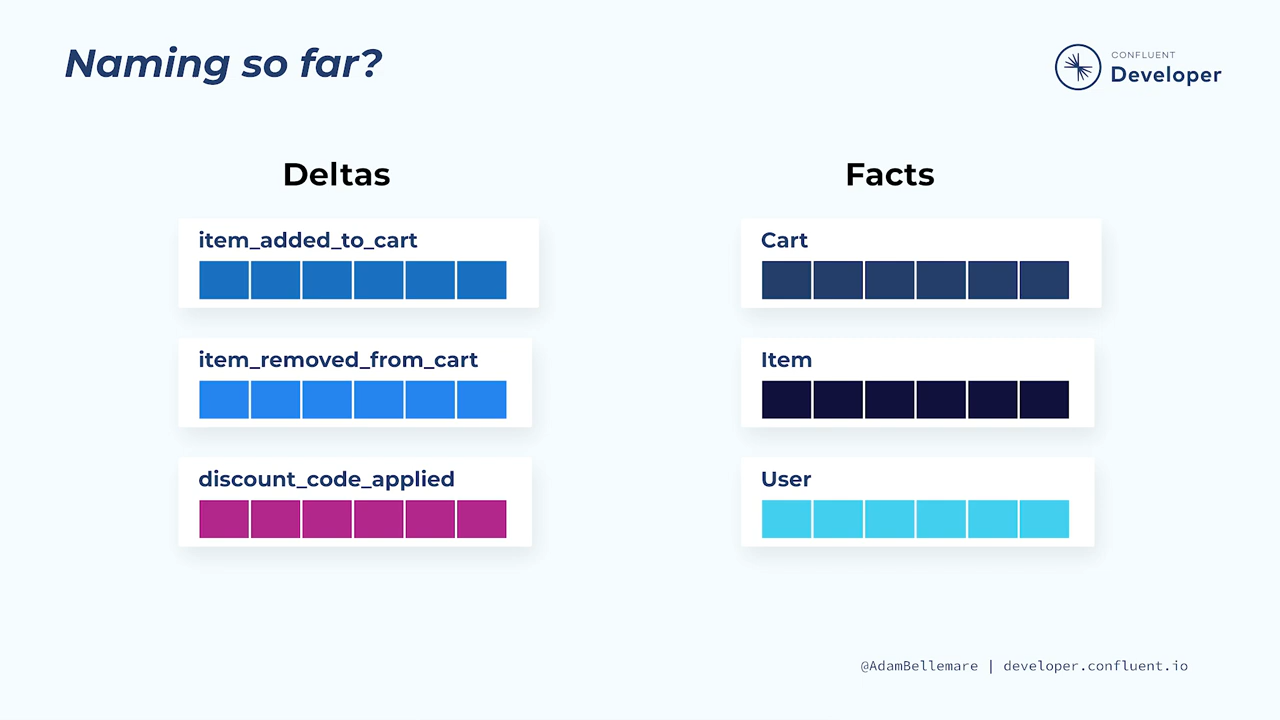 Naming so far?
CONFLUENT
Developer
Deltas
item_added_to_cart
item_removed_from_cart
discount_code_applied
Facts
Cart
Item
User
@AdamBellemare | developer.confluent.io